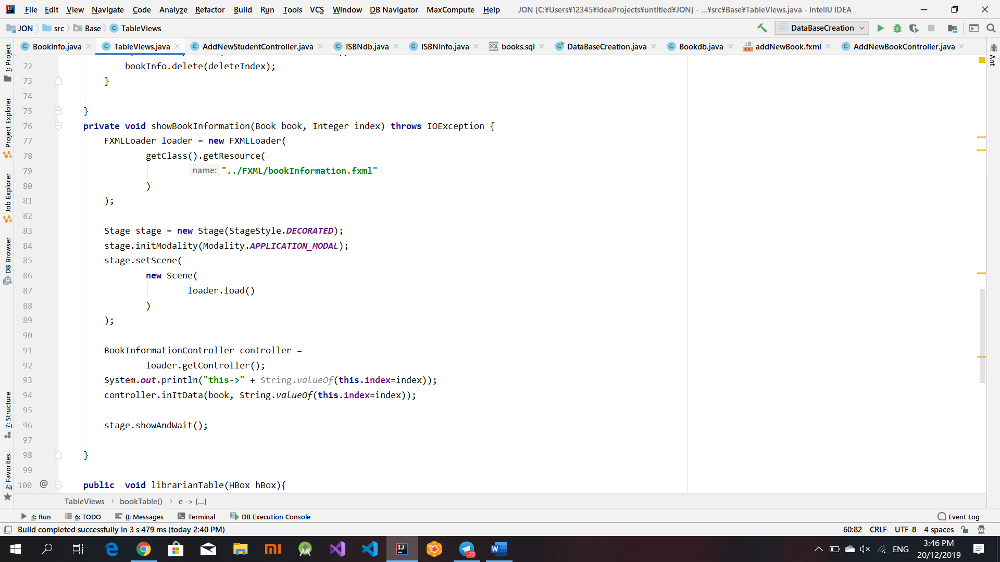 File Edit View Navigate Code Analyze Refactor Build Run Tools VCS Window DB Navigator MaxCompute Help JON [C:¥Users¥12345¥IdeaProjects¥untitled¥JON] - ...¥src¥Base¥TableViews.java - IntelliJ IDEA
JON src Base TableViews DataBaseCreation
BookInfo.java TableViews.java AddNewStudentController.java ISBNdb.java ISBNInfo.java books.sql DataBaseCreation.java Bookdb.java addNewBook.fxml AddNewBookController.java
1: Project
Project Explorer
Job Explorer
DB Browser
7: Structure
2: Favorites
Ant
72 bookInfo.delete(deleteIndex);
73 }
74
75 }
76 private void showBookInformation(Book book, Integer index) throws IOException {
77 FXMLLoader loader = new FXMLLoader(
78 getClass().getResource(
79 name: "../FXML/bookInformation.fxml"
80 )
81 );
82
83 Stage stage = new Stage(StageStyle.DECORATED);
84 stage.initModality(Modality.APPLICATION_MODAL);
85 stage.setScene(
86 new Scene(
87 loader.load()
88 )
89 );
90
91 BookInformationController controller =
92 loader.getController();
93 System.out.println("this->" + String.valueOf(this.index=index));
94 controller.inItData(book, String.valueOf(this.index=index));
95
96 stage.showAndWait();
97
98 }
99
100 @ public void librarianTable(HBox hBox){
TableViews › bookTable() › e -> {...}
4: Run 6: TODO 0: Messages Terminal DB Execution Console Event Log
Build completed successfully in 3 s 479 ms (today 2:40 PM) 60:82 CRLF UTF-8 4 spaces
..22
ENG
3:46 PM
20/12/2019